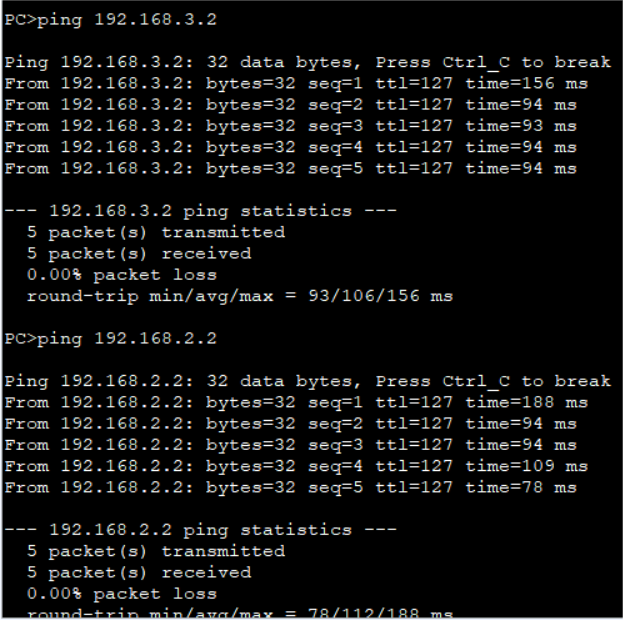 PC>ping 192.168.3.2
Ping 192.168.3.2: 32 data bytes, Press Ctrl_C to break
From 192.168.3.2: bytes=32 seq=1 ttl=127 time=156 ms
From 192.168.3.2: bytes=32 seq=2 ttl=127 time=94 ms
From 192.168.3.2: bytes=32 seq=3 ttl=127 time=93 ms
From 192.168.3.2: bytes=32 seq=4 ttl=127 time=94 ms
From 192.168.3.2: bytes=32 seq=5 ttl=127 time=94 ms
--- 192.168.3.2 ping statistics ---
5 packet(s) transmitted
5 packet(s) received
0.00% packet loss
round-trip min/avg/max = 93/106/156 ms
PC>ping 192.168.2.2
Ping 192.168.2.2: 32 data bytes, Press Ctrl_C to break
From 192.168.2.2: bytes=32 seq=1 ttl=127 time=188 ms
From 192.168.2.2: bytes=32 seq=2 ttl=127 time=94 ms
From 192.168.2.2: bytes=32 seq=3 ttl=127 time=94 ms
From 192.168.2.2: bytes=32 seq=4 ttl=127 time=109 ms
From 192.168.2.2: bytes=32 seq=5 ttl=127 time=78 ms
--- 192.168.2.2 ping statistics ---
5 packet(s) transmitted
5 packet(s) received
0.00% packet loss
round-trip min/avg/max = 78/112/188 ms